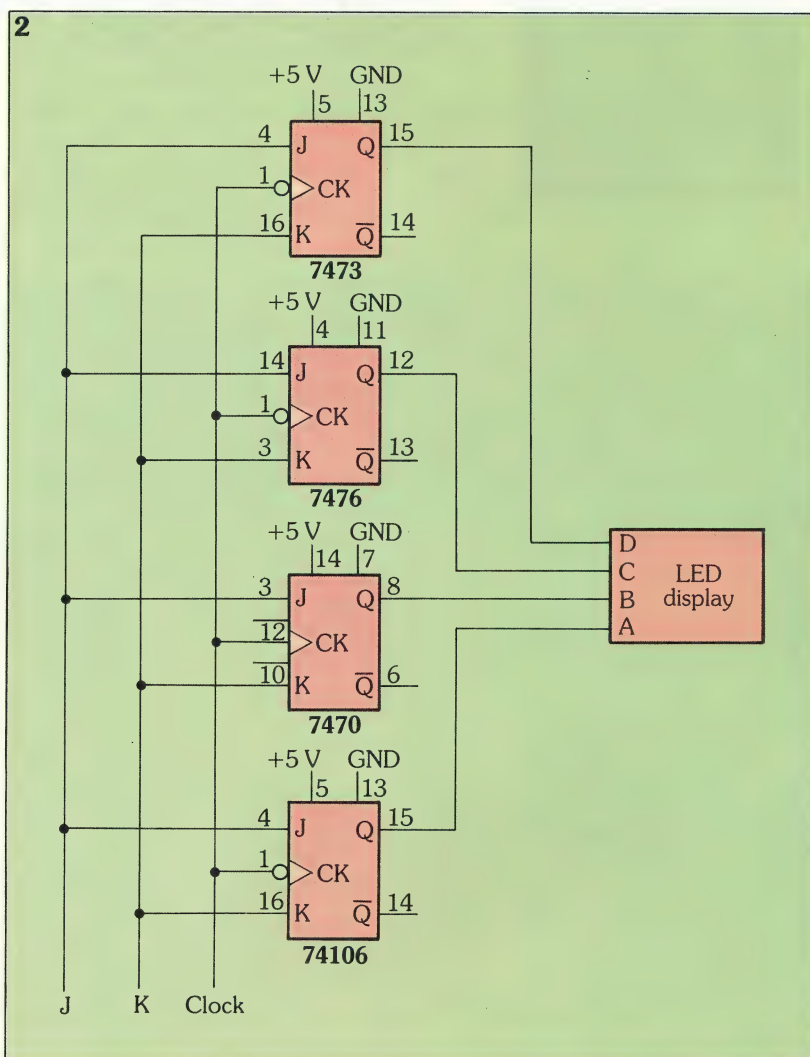 2
+5 V GND
5 13
4 J Q 15
1 CK
16 K Q̅ 14
7473
+5 V GND
4 11
14 J Q 12
1 CK
3 K Q̅ 13
7476
+5 V GND
14 7
3 J Q 8
12 CK
10 K Q̅ 6
7470
+5 V GND
5 13
4 J Q 15
1 CK
16 K Q̅ 14
74106
D
C LED
B display
A
J K Clock